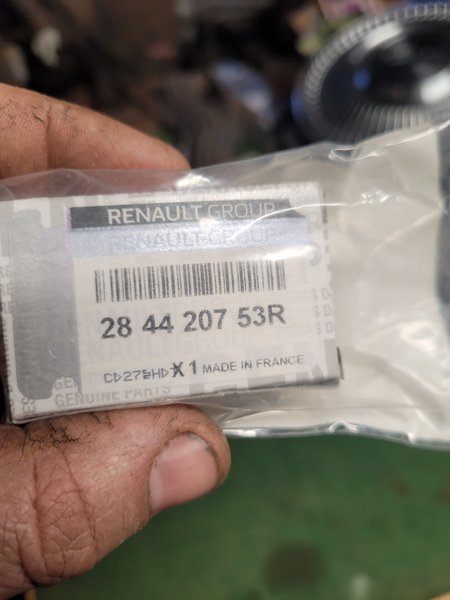 RENAULT GROUP
RENAULT GROUP
28 44 207 53R
X 1 MADE IN FRANCE
GENUINE PARTS